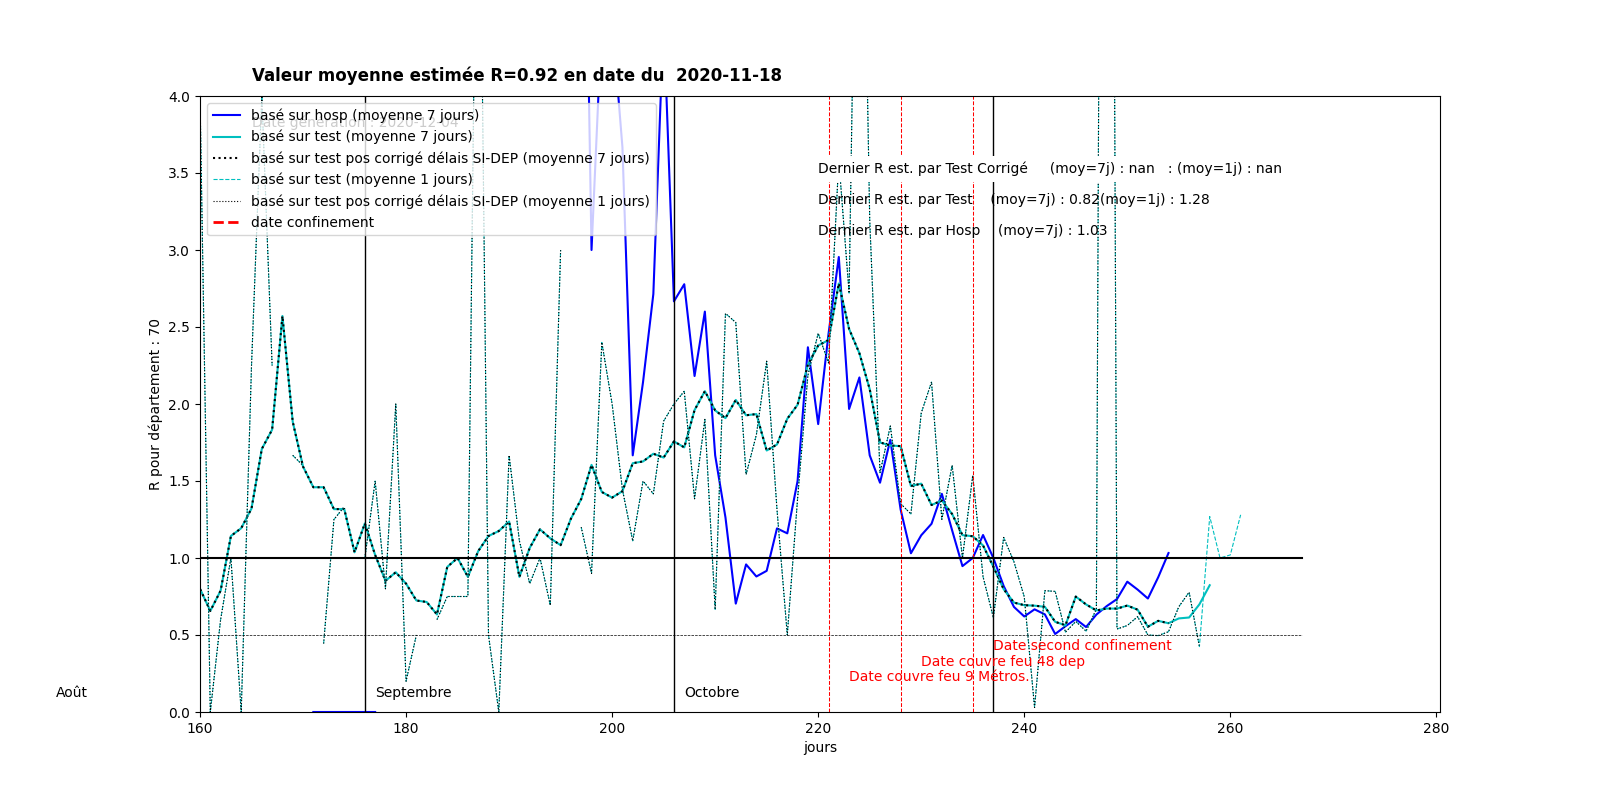 Valeur moyenne estimée R=0.92 en date du  2020-11-18
4.0
3.5
3.0
2.5
2.0
1.5
1.0
0.5
0.0
R pour département : 70
basé sur hosp (moyenne 7 jours)
Date génération : 2020-12-04
basé sur test (moyenne 7 jours)
basé sur test pos corrigé délais SI-DEP (moyenne 7 jours)
basé sur test (moyenne 1 jours)
basé sur test pos corrigé délais SI-DEP (moyenne 1 jours)
date confinement
Dernier R est. par Test Corrigé     (moy=7j) : nan   : (moy=1j) : nan
Dernier R est. par Test    (moy=7j) : 0.82(moy=1j) : 1.28
Dernier R est. par Hosp    (moy=7j) : 1.03
Date second confinement
Date couvre feu 48 dep
Date couvre feu 9 Métros.
Août
Septembre
Octobre
160
180
200
220
240
260
280
jours